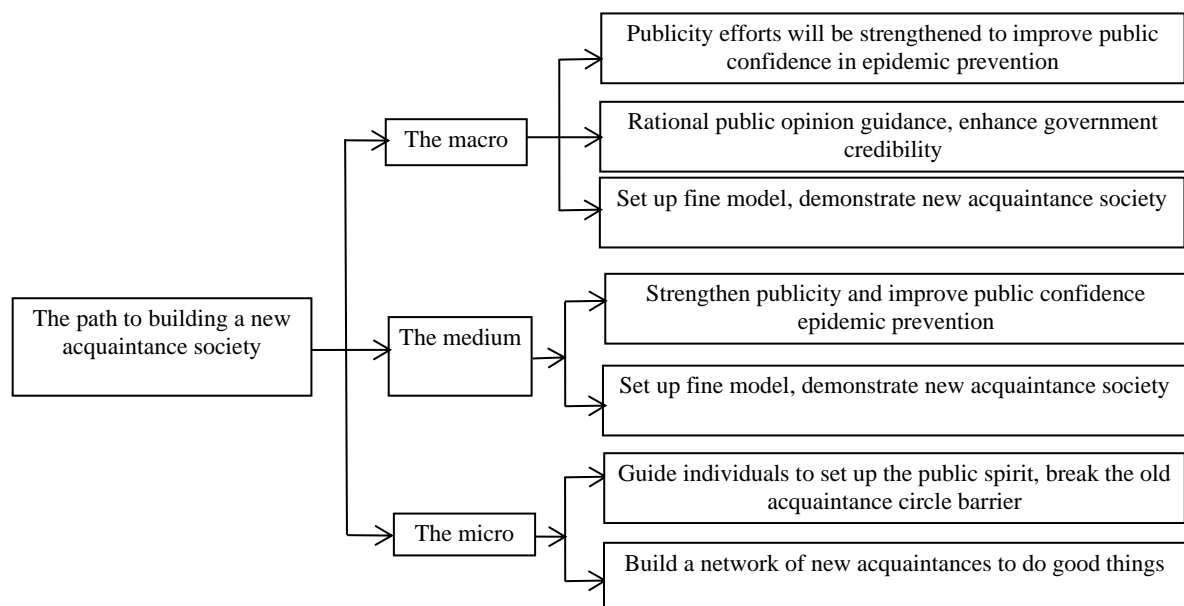 The path to building a new
acquaintance society
The macro
Publicity efforts will be strengthened to improve public
confidence in epidemic prevention
Rational public opinion guidance, enhance government
credibility
Set up fine model, demonstrate new acquaintance society
The medium
Strengthen publicity and improve public confidence
epidemic prevention
Set up fine model, demonstrate new acquaintance society
The micro
Guide individuals to set up the public spirit, break the old
acquaintance circle barrier
Build a network of new acquaintances to do good things